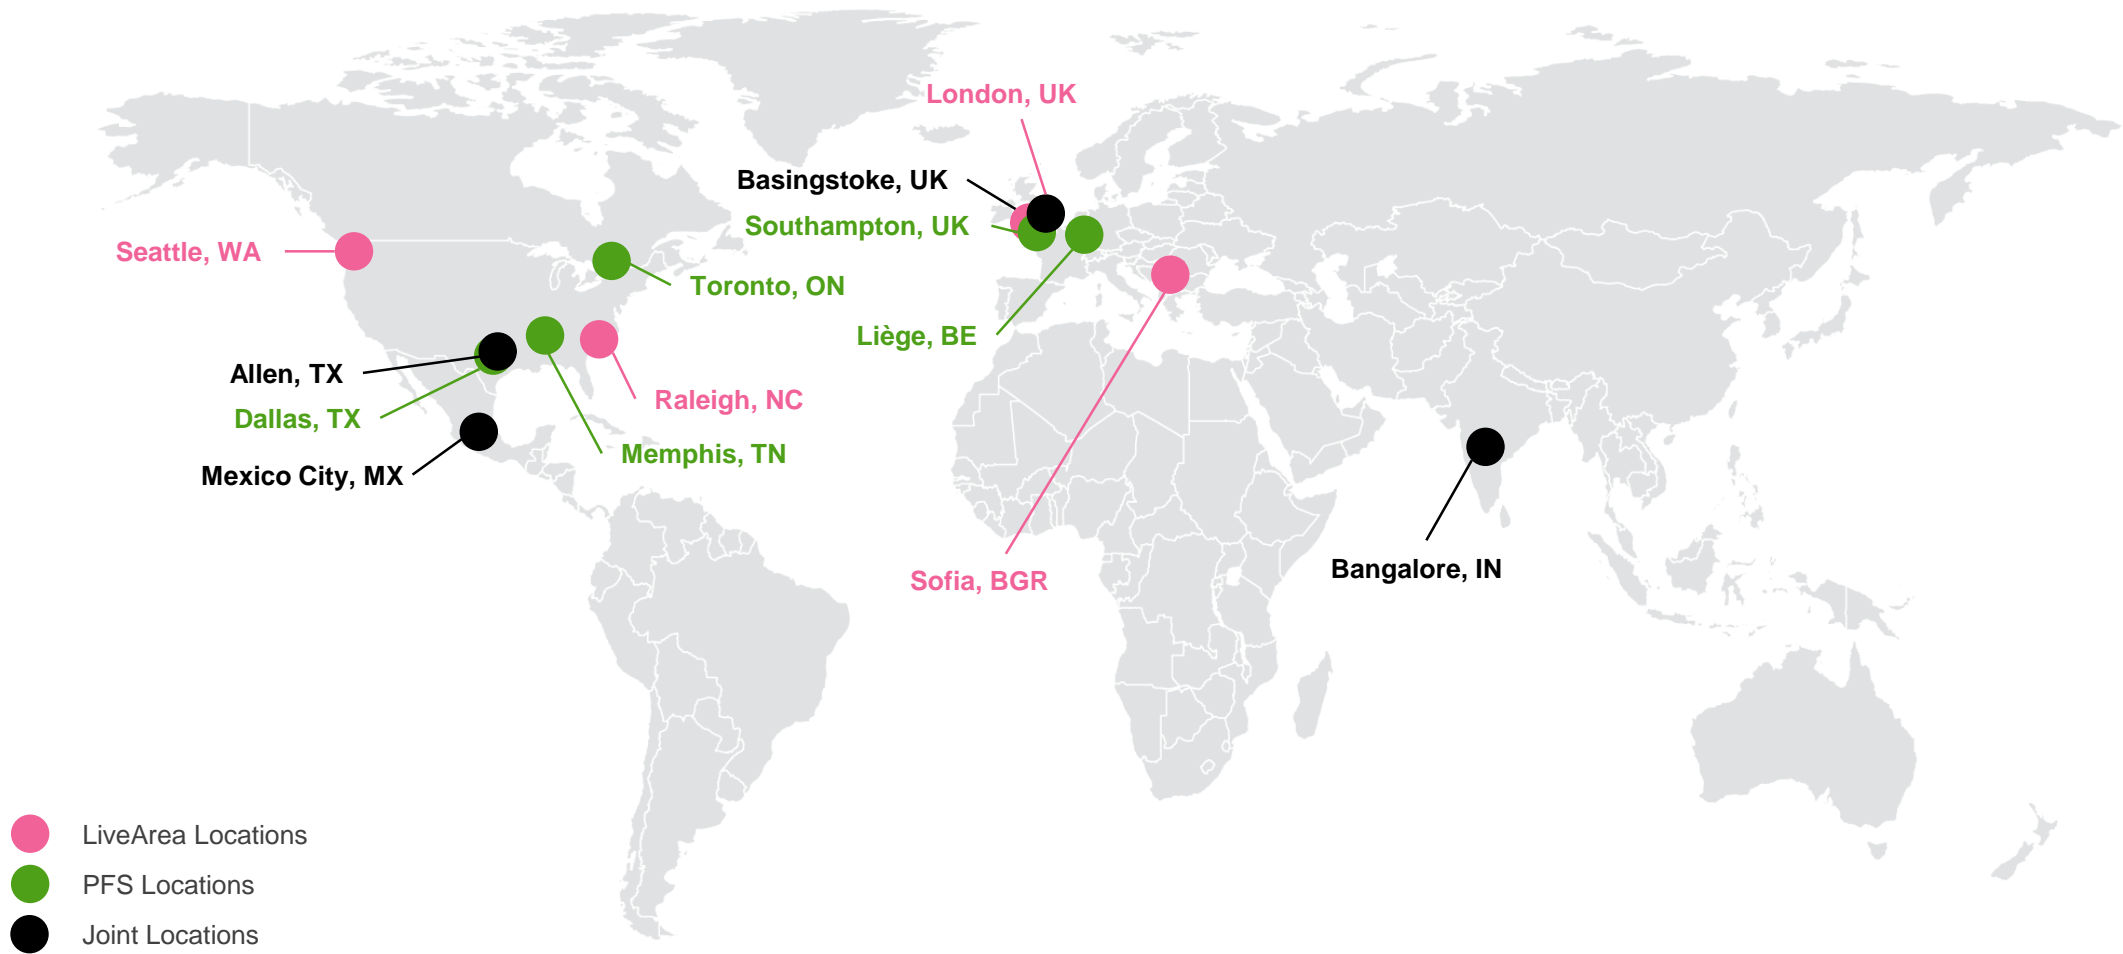 London, UK
Basingstoke, UK
Southampton, UK
Seattle, WA
Toronto, ON
Liège, BE
Allen, TX
Raleigh, NC
Dallas, TX
Memphis, TN
Mexico City, MX
Bangalore, IN
Sofia, BGR
LiveArea Locations
PFS Locations
Joint Locations